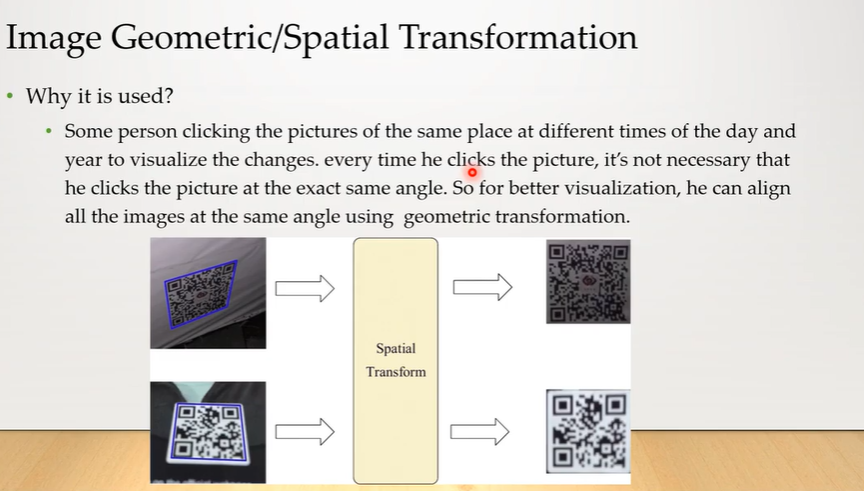 Image Geometric/Spatial Transformation
• Why it is used?
• Some person clicking the pictures of the same place at different times of the day and
year to visualize the changes. every time he clicks the picture, it's not necessary that
he clicks the picture at the exact same angle. So for better visualization, he can align
all the images at the same angle using geometric transformation.
Spatial
Transform